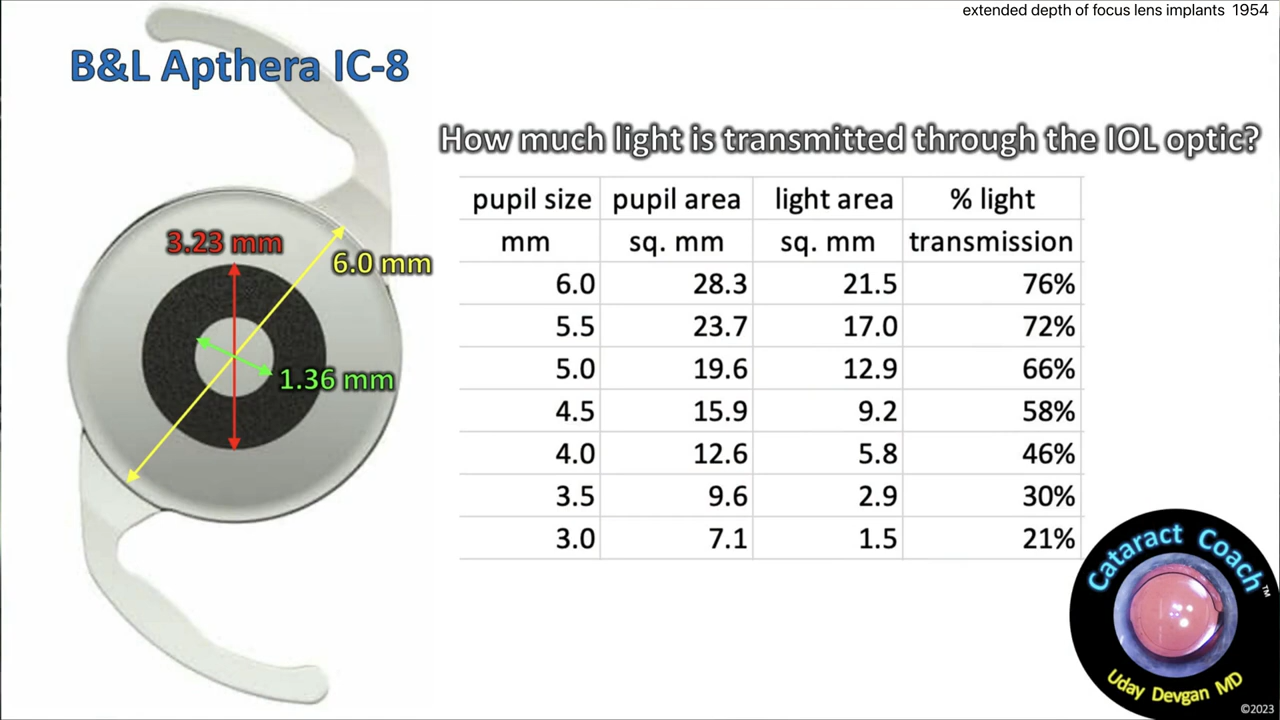 extended depth of focus lens implants 1954
B&L Apthera IC-8
How much light is transmitted through the IOL optic?
3.23 mm
6.0 mm
1.36 mm
pupil size pupil area light area % light
mm sq. mm sq. mm transmission
6.0 28.3 21.5 76%
5.5 23.7 17.0 72%
5.0 19.6 12.9 66%
4.5 15.9 9.2 58%
4.0 12.6 5.8 46%
3.5 9.6 2.9 30%
3.0 7.1 1.5 21%
Cataract Coach™
Uday Devgan MD
©2023